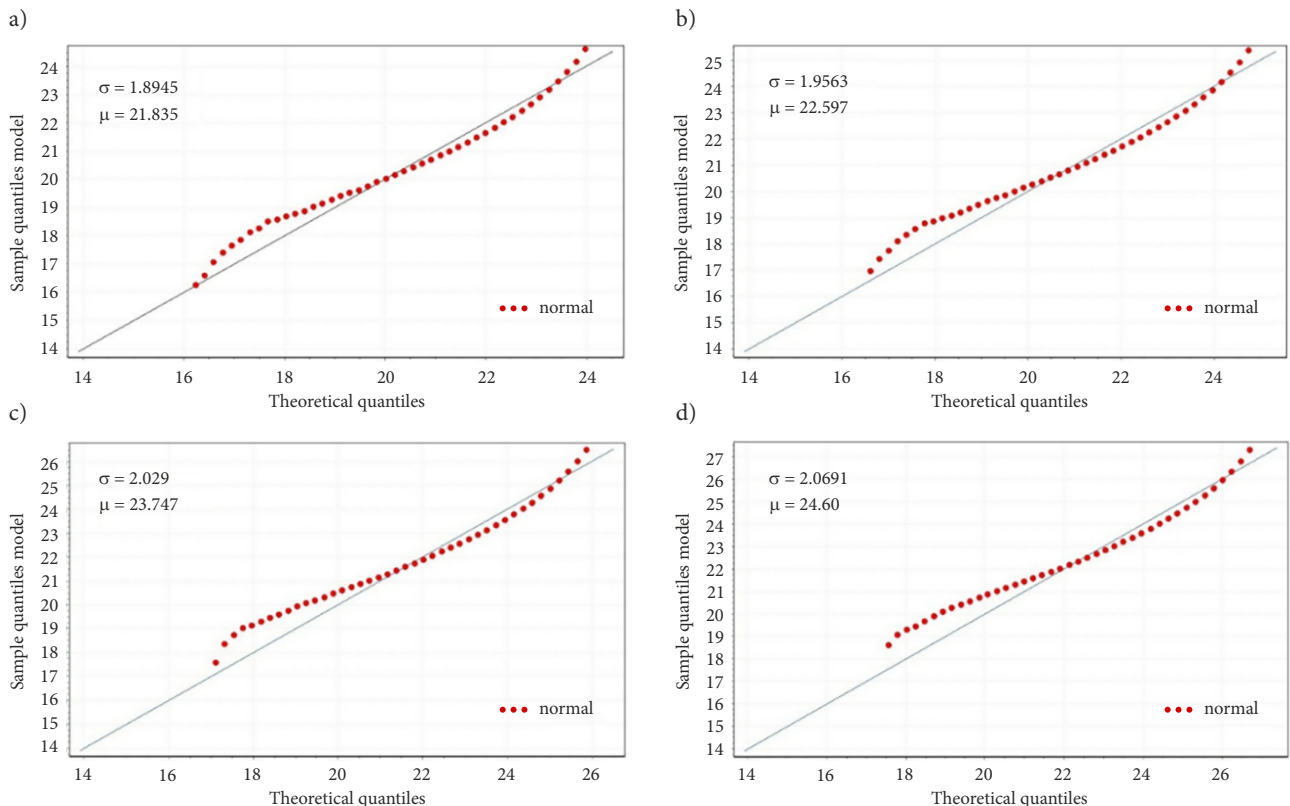 a)
σ = 1.8945
μ = 21.835
24
23
22
21
20
19
18
17
16
15
14
Sample quantiles model
normal
14 16 18 20 22 24
Theoretical quantiles
b)
σ = 1.9563
μ = 22.597
25
24
23
22
21
20
19
18
17
16
15
14
Sample quantiles model
normal
14 16 18 20 22 24
Theoretical quantiles
c)
σ = 2.029
μ = 23.747
26
25
24
23
22
21
20
19
18
17
16
15
14
Sample quantiles model
normal
14 16 18 20 22 24 26
Theoretical quantiles
d)
σ = 2.0691
μ = 24.60
27
26
25
24
23
22
21
20
19
18
17
16
15
14
Sample quantiles model
normal
14 16 18 20 22 24 26
Theoretical quantiles